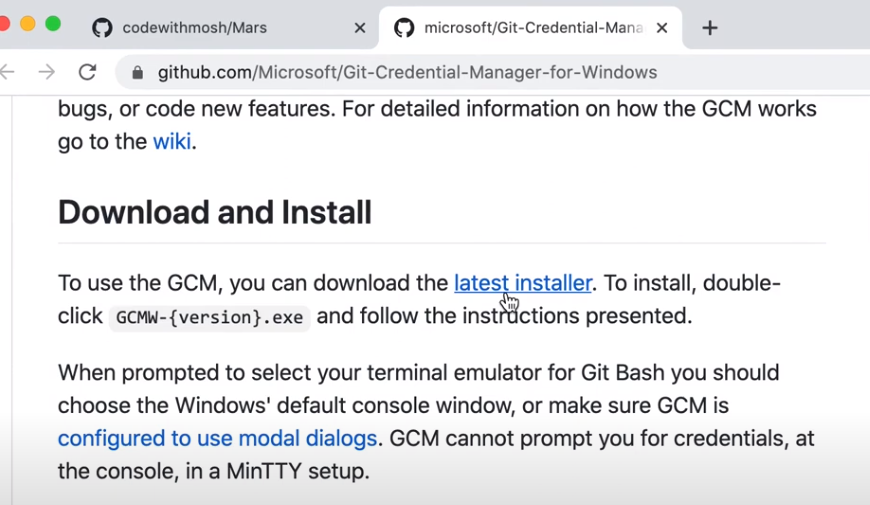 codewithmosh/Mars
microsoft/Git-Credential-Mana
github.com/Microsoft/Git-Credential-Manager-for-Windows
bugs, or code new features. For detailed information on how the GCM works
go to the wiki.
Download and Install
To use the GCM, you can download the latest installer. To install, double-
click GCMW-{version}.exe and follow the instructions presented.
When prompted to select your terminal emulator for Git Bash you should
choose the Windows' default console window, or make sure GCM is
configured to use modal dialogs. GCM cannot prompt you for credentials, at
the console, in a MinTTY setup.